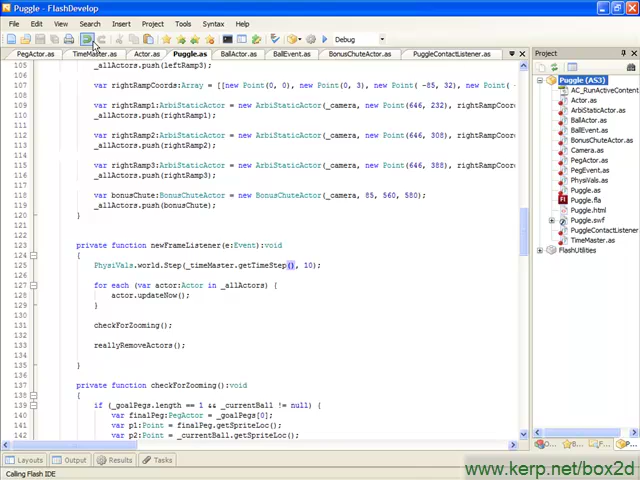 Puggle - FlashDevelop
File Edit View Search Insert Project Tools Syntax Help
Debug
PegActor.as TimeMaster.as Actor.as Puggle.as BallActor.as BallEvent.as BonusChuteActor.as PuggleContactListener.as
105 _allActors.push(leftRamp3);
106
107 var rightRampCoords:Array = [[new Point(0, 0), new Point(0, 3), new Point( -85, 32), new Point( -
108
109 var rightRamp1:ArbiStaticActor = new ArbiStaticActor(_camera, new Point(646, 232), rightRampCoord
110 _allActors.push(rightRamp1);
111
112 var rightRamp2:ArbiStaticActor = new ArbiStaticActor(_camera, new Point(646, 308), rightRampCoord
113 _allActors.push(rightRamp2);
114
115 var rightRamp3:ArbiStaticActor = new ArbiStaticActor(_camera, new Point(646, 388), rightRampCoord
116 _allActors.push(rightRamp3);
117
118 var bonusChute:BonusChuteActor = new BonusChuteActor(_camera, 85, 560, 580);
119 _allActors.push(bonusChute);
120 }
121
122
123 private function newFrameListener(e:Event):void
124 {
125 PhysiVals.world.Step(_timeMaster.getTimeStep(), 10);
126
127 for each (var actor:Actor in _allActors) {
128 actor.updateNow();
129 }
130
131 checkForZooming();
132
133 reallyRemoveActors();
134
135 }
136
137 private function checkForZooming():void
138 {
139 if (_goalPegs.length == 1 && _currentBall != null) {
140 var finalPeg:PegActor = _goalPegs[0];
141 var p1:Point = finalPeg.getSpriteLoc();
142 var p2:Point = _currentBall.getSpriteLoc();
Project
Puggle (AS3)
AC_RunActiveContent
Actor.as
ArbiStaticActor.as
BallActor.as
BallEvent.as
BonusChuteActor.as
Camera.as
PegActor.as
PegEvent.as
PhysiVals.as
Puggle.as
Puggle.fla
Puggle.html
Puggle.swf
PuggleContactListener
TimeMaster.as
FlashUtilities
Layouts Output Results Tasks
Calling Flash IDE
www.kerp.net/box2d